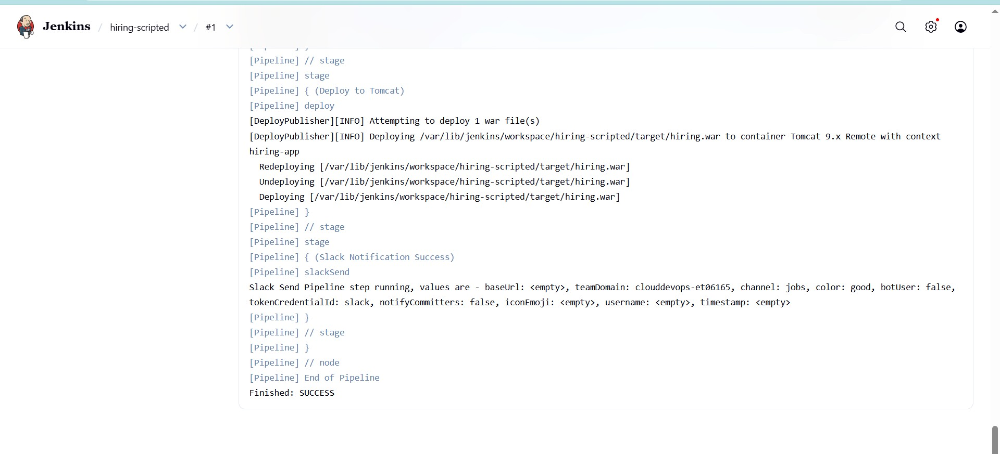 Jenkins / hiring-scripted / #1
[Pipeline] // stage
[Pipeline] stage
[Pipeline] { (Deploy to Tomcat)
[Pipeline] deploy
[DeployPublisher][INFO] Attempting to deploy 1 war file(s)
[DeployPublisher][INFO] Deploying /var/lib/jenkins/workspace/hiring-scripted/target/hiring.war to container Tomcat 9.x Remote with context
hiring-app
  Redeploying [/var/lib/jenkins/workspace/hiring-scripted/target/hiring.war]
  Undeploying [/var/lib/jenkins/workspace/hiring-scripted/target/hiring.war]
  Deploying [/var/lib/jenkins/workspace/hiring-scripted/target/hiring.war]
[Pipeline] }
[Pipeline] // stage
[Pipeline] stage
[Pipeline] { (Slack Notification Success)
[Pipeline] slackSend
Slack Send Pipeline step running, values are - baseUrl: <empty>, teamDomain: clouddevops-et06165, channel: jobs, color: good, botUser: false,
tokenCredentialId: slack, notifyCommitters: false, iconEmoji: <empty>, username: <empty>, timestamp: <empty>
[Pipeline] }
[Pipeline] // stage
[Pipeline] }
[Pipeline] // node
[Pipeline] End of Pipeline
Finished: SUCCESS